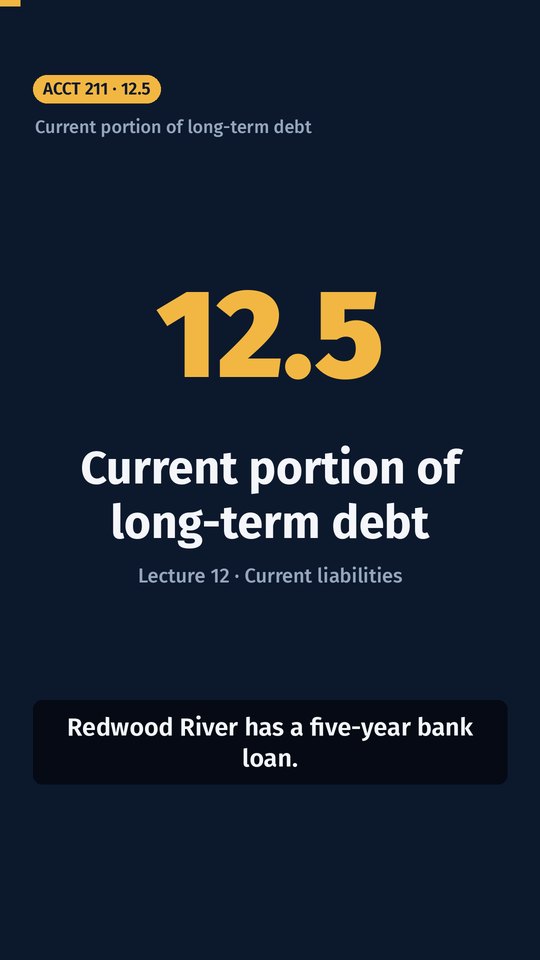 ACCT 211 · 12.5
Current portion of long-term debt
12.5
Current portion of
long-term debt
Lecture 12 · Current liabilities
Redwood River has a five-year bank
loan.